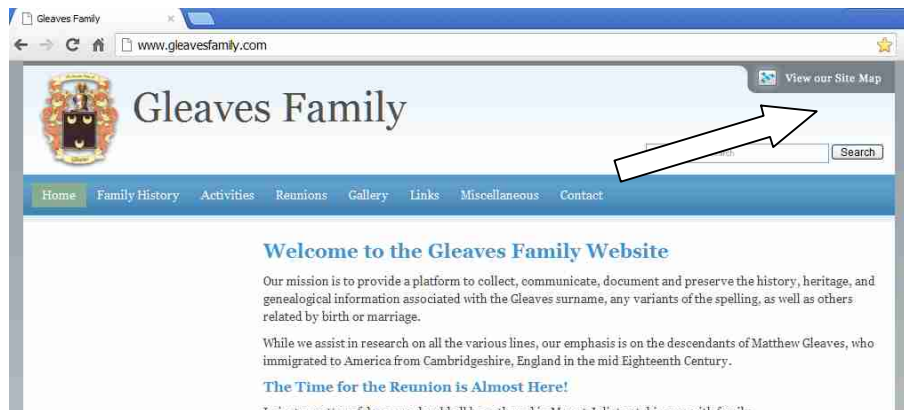 Gleaves Family
www.gleavesfamily.com
View our Site Map
Gleaves Family
Search
Home Family History Activities Reunions Gallery Links Miscellaneous Contact
Welcome to the Gleaves Family Website
Our mission is to provide a platform to collect, communicate, document and preserve the history, heritage, and
genealogical information associated with the Gleaves surname, any variants of the spelling, as well as others
related by birth or marriage.
While we assist in research on all the various lines, our emphasis is on the descendants of Matthew Gleaves, who
immigrated to America from Cambridgeshire, England in the mid Eighteenth Century.
The Time for the Reunion is Almost Here!